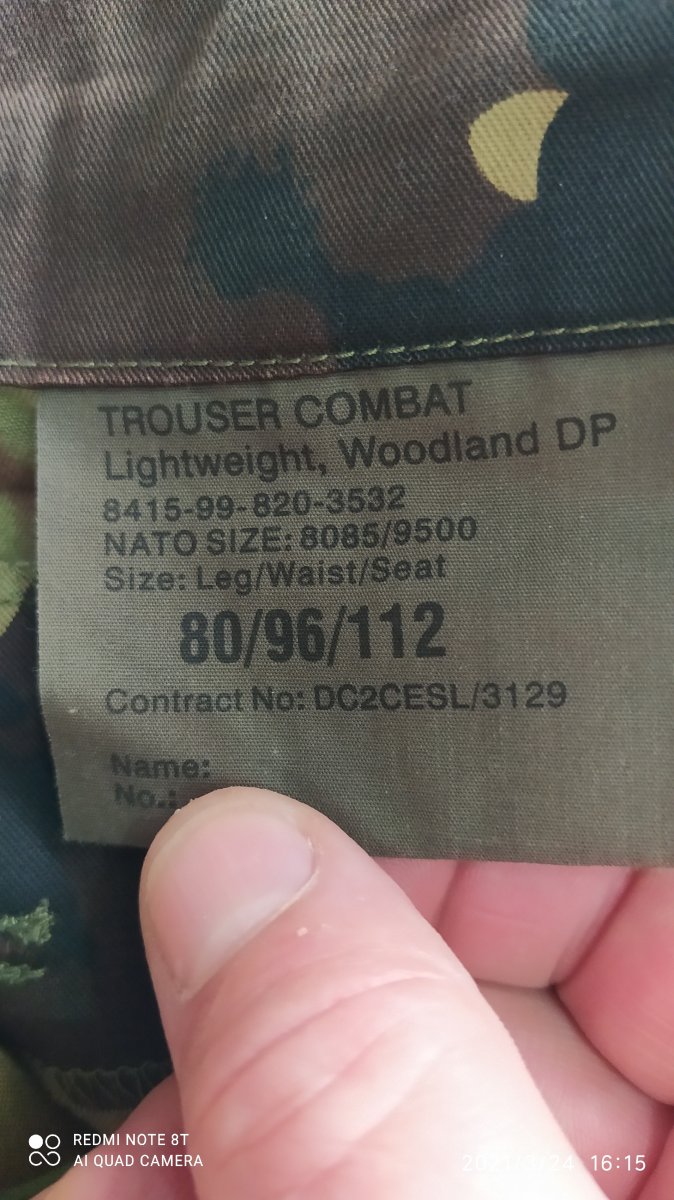 TROUSER COMBAT
Lightweight, Woodland DP
8415-99-820-3532
NATO SIZE: 8085/9500
Size: Leg/Waist/Seat
80/96/112
Contract No: DC2CESL/3129
Name:
No.:
REDMI NOTE 8T
AI QUAD CAMERA
2021/3/24 16:15